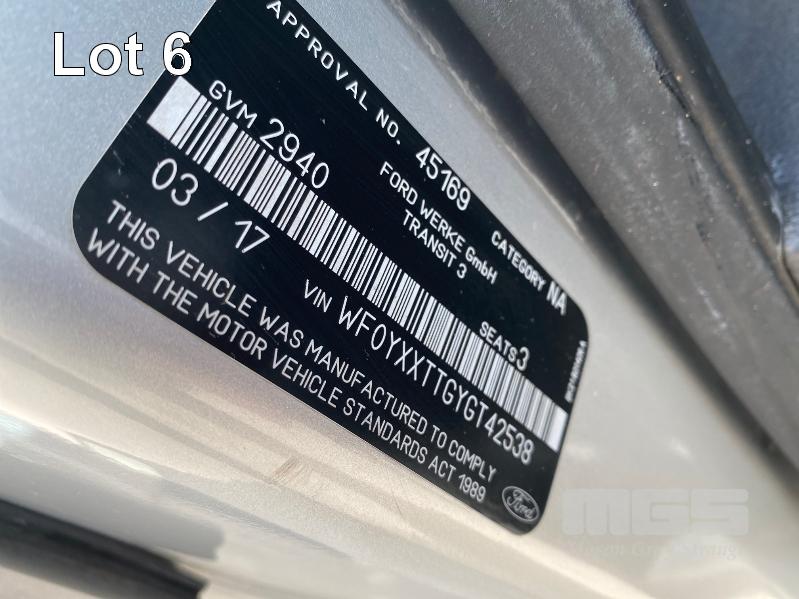 Lot 6
APPROVAL NO. 45169 CATEGORY NA
FORD WERKE GmbH
GVM 2940 TRANSIT 3 SEATS 3
03 / 17 VIN WF0YXXTTGYGT42538
THIS VEHICLE WAS MANUFACTURED TO COMPLY
WITH THE MOTOR VEHICLE STANDARDS ACT 1989
Ford
MGS